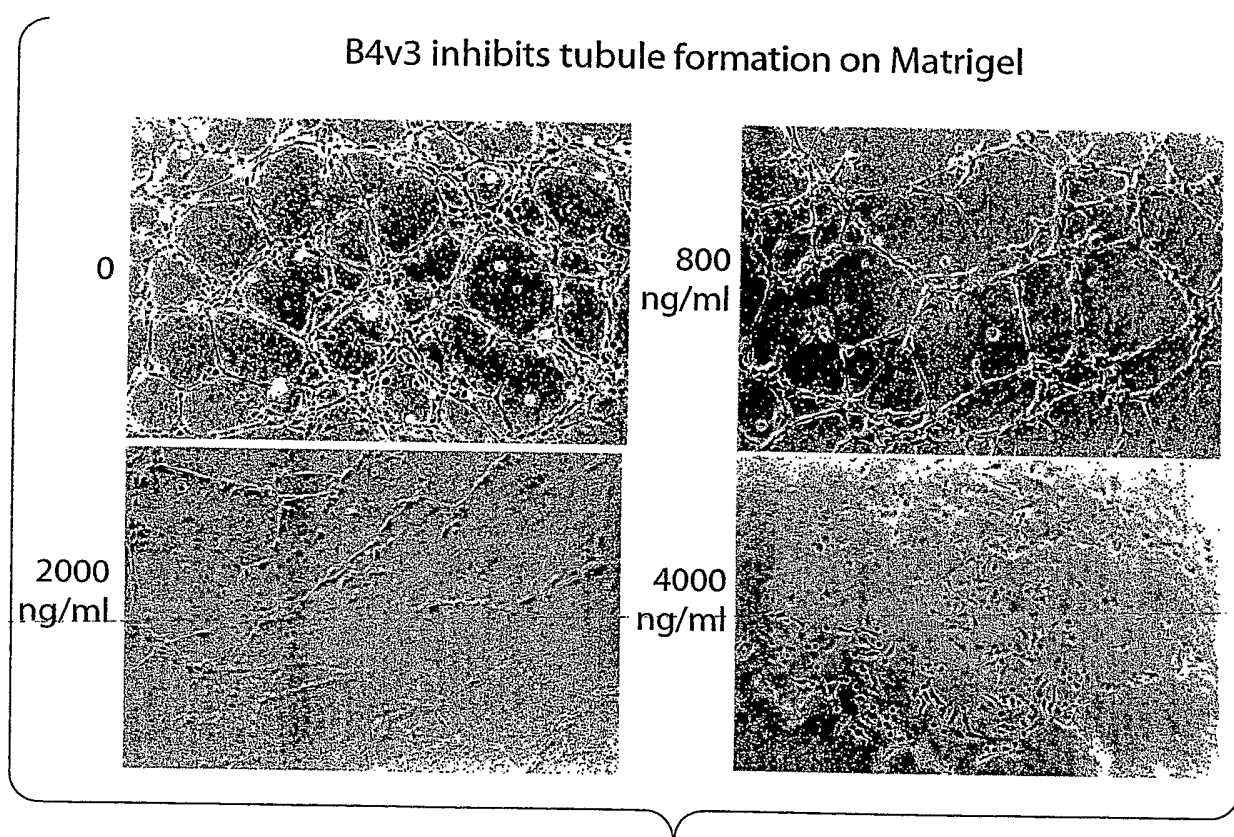 B4v3 inhibits tubule formation on Matrigel
0
800
ng/ml
2000
ng/ml
4000
ng/ml